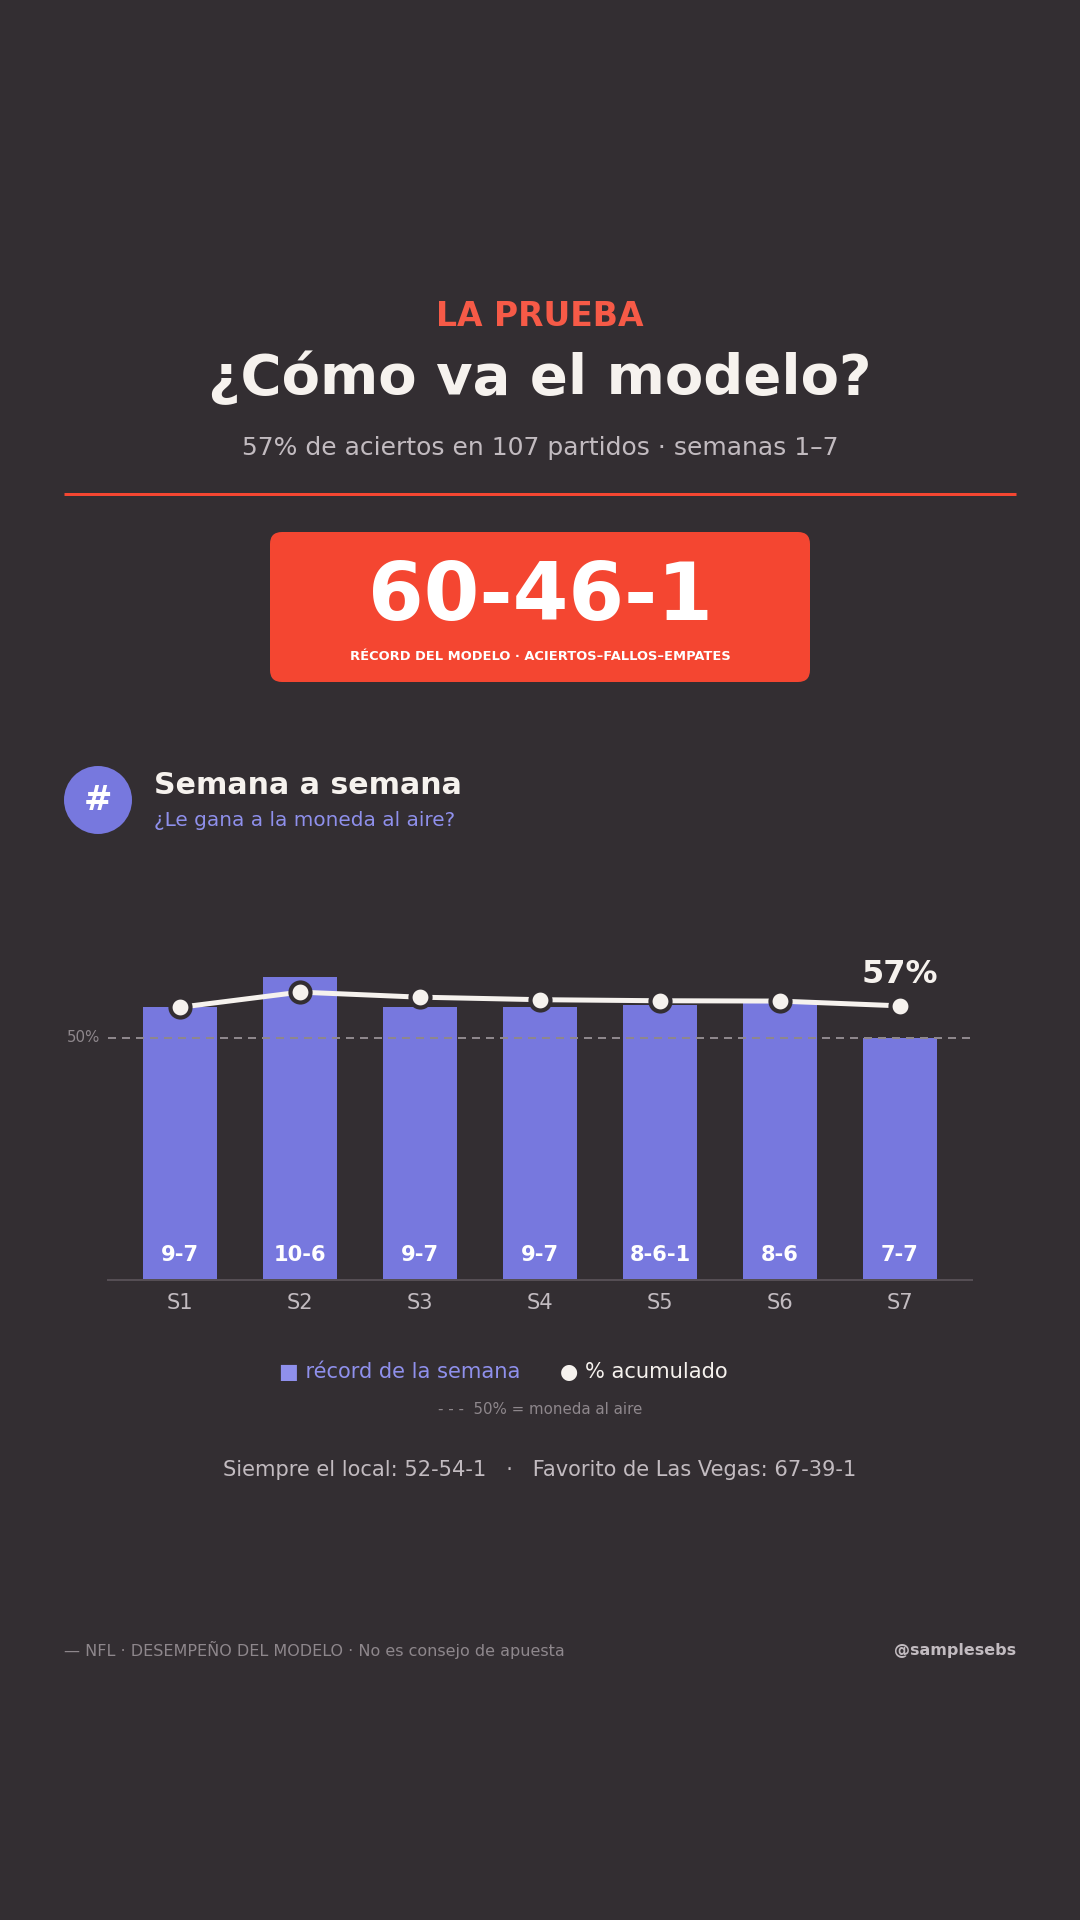 LA PRUEBA
¿Cómo va el modelo?
57% de aciertos en 107 partidos · semanas 1–7
60-46-1
RÉCORD DEL MODELO · ACIERTOS–FALLOS–EMPATES
#
Semana a semana
¿Le gana a la moneda al aire?
57%
50%
9-7 10-6 9-7 9-7 8-6-1 8-6 7-7
S1 S2 S3 S4 S5 S6 S7
■ récord de la semana ● % acumulado
- - - 50% = moneda al aire
Siempre el local: 52-54-1 · Favorito de Las Vegas: 67-39-1
— NFL · DESEMPEÑO DEL MODELO · No es consejo de apuesta
@samplesebs